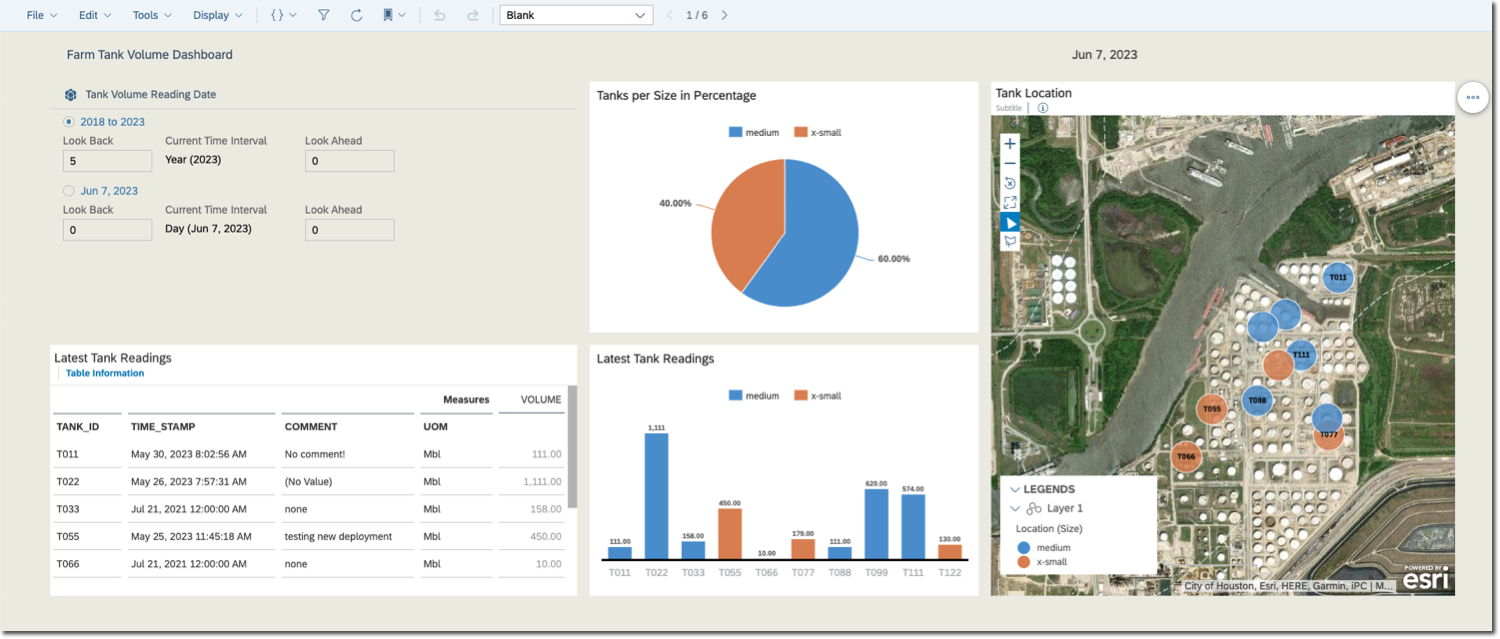 File Edit Tools Display Blank 1 / 6
Farm Tank Volume Dashboard
Jun 7, 2023
Tank Volume Reading Date
2018 to 2023
Look Back Current Time Interval Look Ahead
5 Year (2023) 0
Jun 7, 2023
Look Back Current Time Interval Look Ahead
0 Day (Jun 7, 2023) 0
Tanks per Size in Percentage
medium x-small
40.00%
60.00%
Tank Location
Subtitle
T011
T111
T088
T055
T077
T066
LEGENDS
Layer 1
Location (Size)
medium
x-small
City of Houston, Esri, HERE, Garmin, iPC | M...
POWERED BY
esri
Latest Tank Readings
Table Information
Measures VOLUME
TANK_ID TIME_STAMP COMMENT UOM
T011 May 30, 2023 8:02:56 AM No comment! Mbl 111.00
T022 May 26, 2023 7:57:31 AM (No Value) Mbl 1,111.00
T033 Jul 21, 2021 12:00:00 AM none Mbl 158.00
T055 May 25, 2023 11:45:18 AM testing new deployment Mbl 450.00
T066 Jul 21, 2021 12:00:00 AM none Mbl 10.00
Latest Tank Readings
medium x-small
111.00 1,111 158.00 450.00 10.00 179.00 111.00 620.00 574.00 130.00
T011 T022 T033 T055 T066 T077 T088 T099 T111 T122